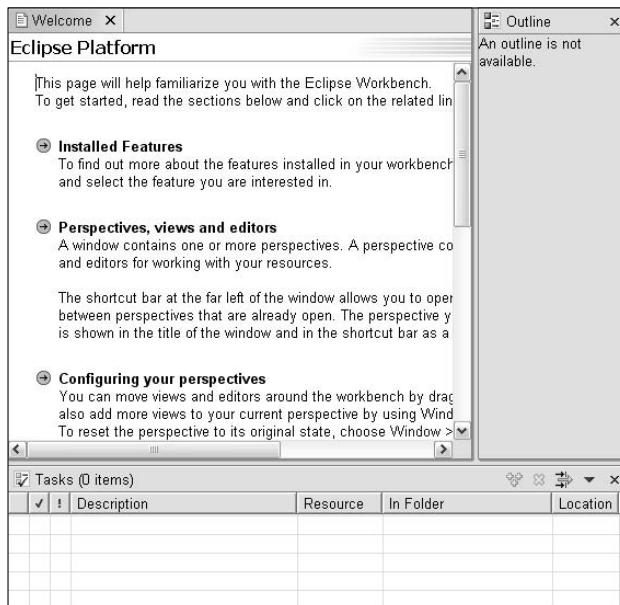 Welcome
Outline
Eclipse Platform
An outline is not
available.
This page will help familiarize you with the Eclipse Workbench.
To get started, read the sections below and click on the related lin
Installed Features
To find out more about the features installed in your workbench
and select the feature you are interested in.
Perspectives, views and editors
A window contains one or more perspectives. A perspective co
and editors for working with your resources.
The shortcut bar at the far left of the window allows you to oper
between perspectives that are already open. The perspective y
is shown in the title of the window and in the shortcut bar as a
Configuring your perspectives
You can move views and editors around the workbench by drag
also add more views to your current perspective by using Wind
To reset the perspective to its original state, choose Window >
Tasks (0 items)
! Description Resource In Folder Location